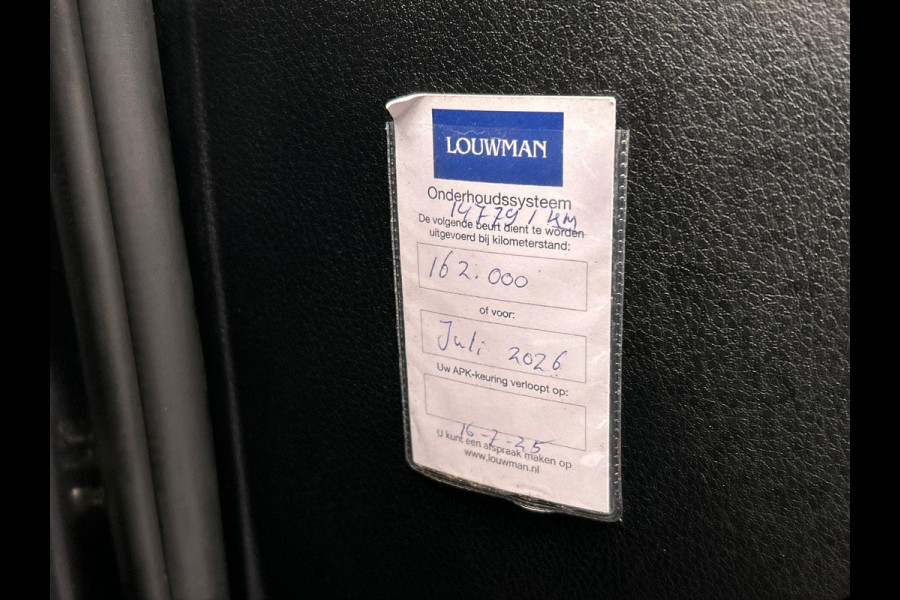 LOUWMAN
Onderhoudssysteem
147791 km
De volgende beurt dient te worden
uitgevoerd bij kilometerstand:
162.000
of voor:
Juli 2026
Uw APK-keuring verloopt op:
16-7-25
U kunt een afspraak maken op
www.louwman.nl